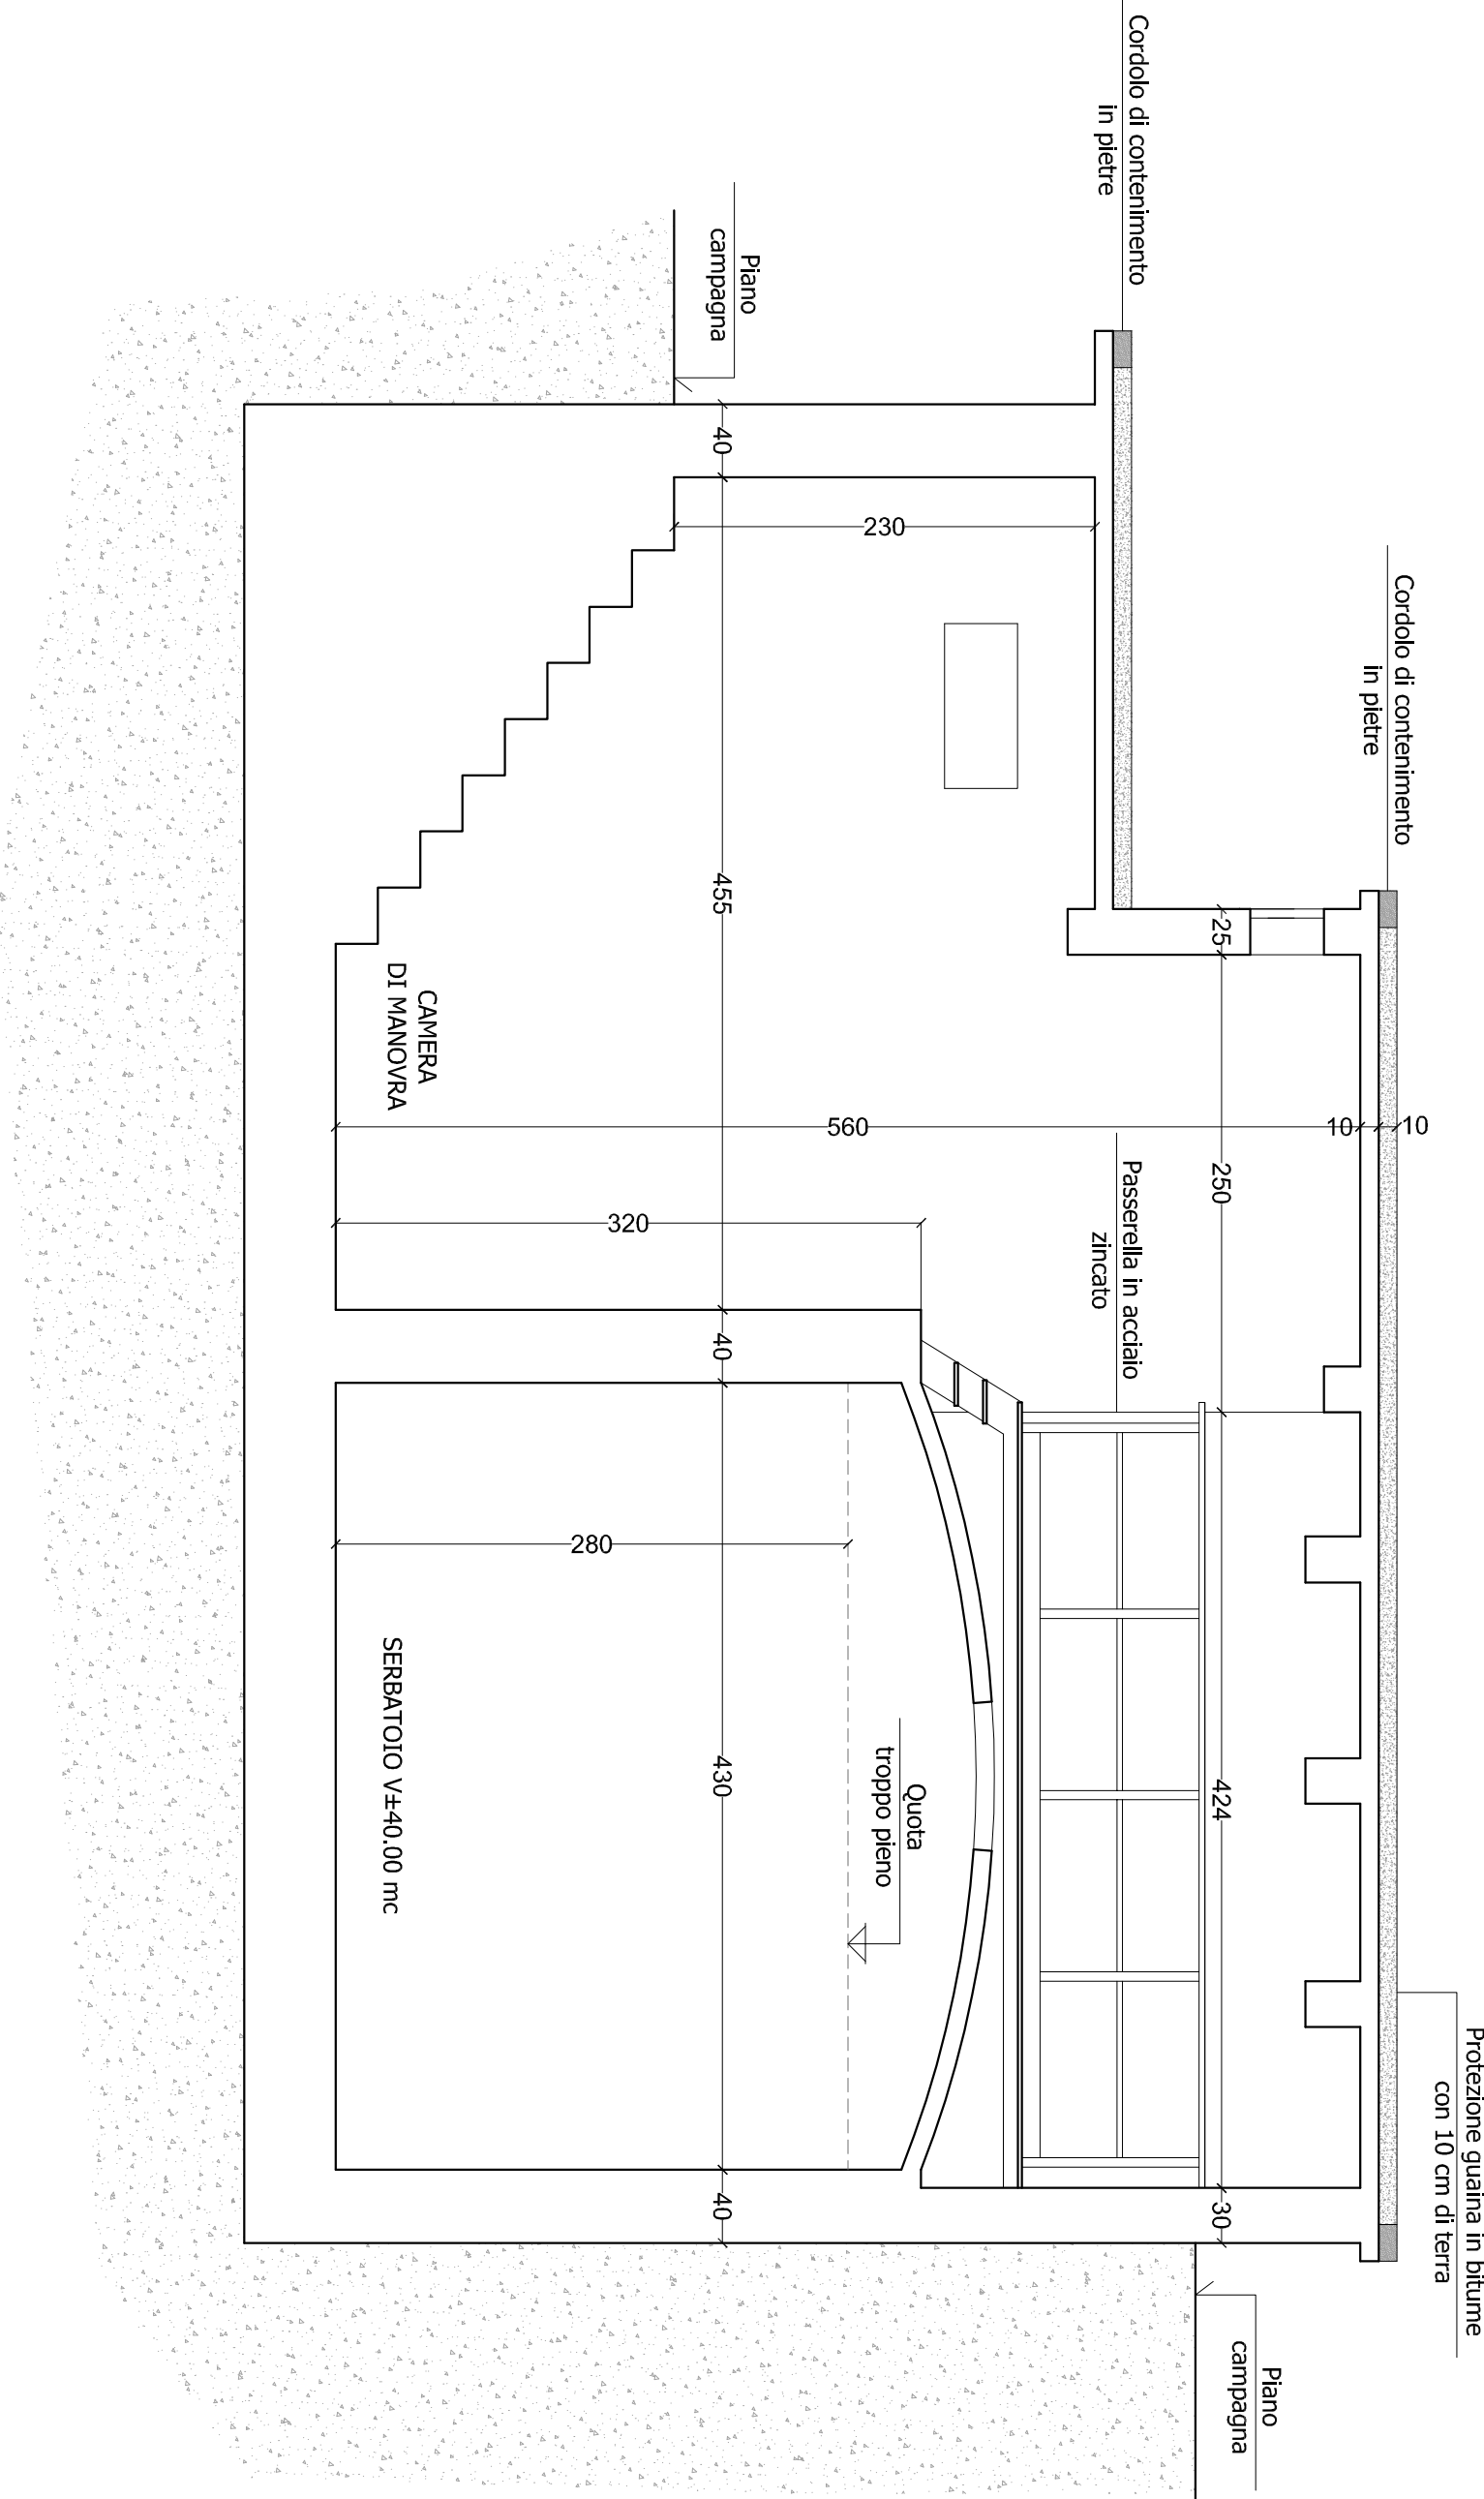 Cordolo di contenimento
in pietre
Cordolo di contenimento
in pietre
Protezione guaina in bitume
con 10 cm di terra
10
10
25
250
424
30
Passerella in acciaio
zincato
Piano
campagna
Piano
campagna
230
560
320
Quota
troppo pieno
40
455
40
430
40
280
CAMERA
DI MANOVRA
SERBATOIO V±40.00 mc